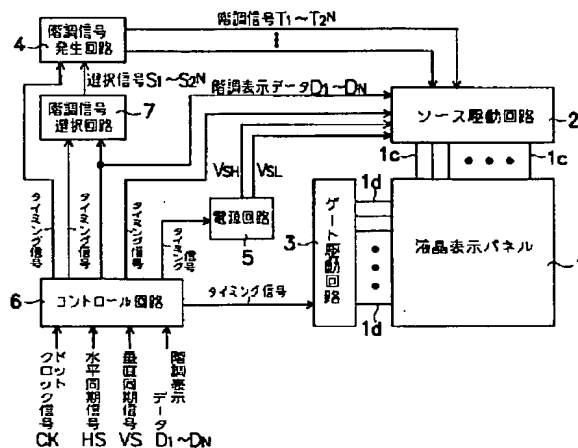 階調信号T1~T2N
4
階調信号
発生回路
選択信号S1~S2N
階調表示データD1~DN
階調信号
選択回路
7
ソース駆動回路
2
1c
1c
VSH
VSL
タイミング信号
タイミング信号
タイミング信号
タイミング信号
電源回路
5
3
ゲート駆動回路
1d
1d
液晶表示パネル
1
6
コントロール回路
タイミング信号
ドット
クロック信号
CK
水平同期信号
HS
垂直同期信号
VS
階調表示
データ
D1~DN